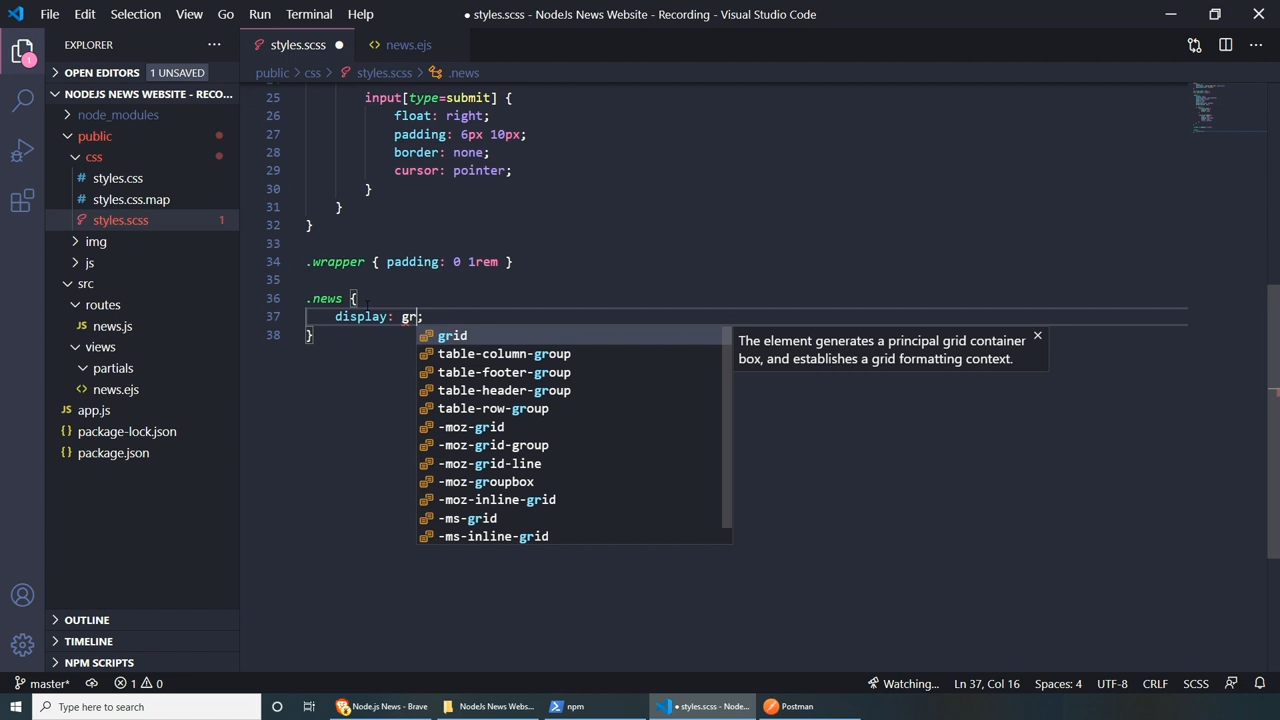 File Edit Selection View Go Run Terminal Help
● styles.scss - NodeJs News Website - Recording - Visual Studio Code
EXPLORER
OPEN EDITORS 1 UNSAVED
NODEJS NEWS WEBSITE - RECO...
node_modules
public
css
# styles.css
# styles.css.map
styles.scss 1
img
js
src
routes
JS news.js
views
partials
<> news.ejs
JS app.js
{} package-lock.json
{} package.json
OUTLINE
TIMELINE
NPM SCRIPTS
1
styles.scss ●
<> news.ejs
public > css > styles.scss > .news
25 input[type=submit] {
26 float: right;
27 padding: 6px 10px;
28 border: none;
29 cursor: pointer;
30 }
31 }
32 }
33
34 .wrapper { padding: 0 1rem }
35
36 .news {
37 display: gr;
38 }
grid
table-column-group
table-footer-group
table-header-group
table-row-group
-moz-grid
-moz-grid-group
-moz-grid-line
-moz-groupbox
-moz-inline-grid
-ms-grid
-ms-inline-grid
The element generates a principal grid container
box, and establishes a grid formatting context.
master* 1 0 Watching... Ln 37, Col 16 Spaces: 4 UTF-8 CRLF SCSS
Type here to search Node.js News - Brave NodeJs News Webs... npm ● styles.scss - Node... Postman